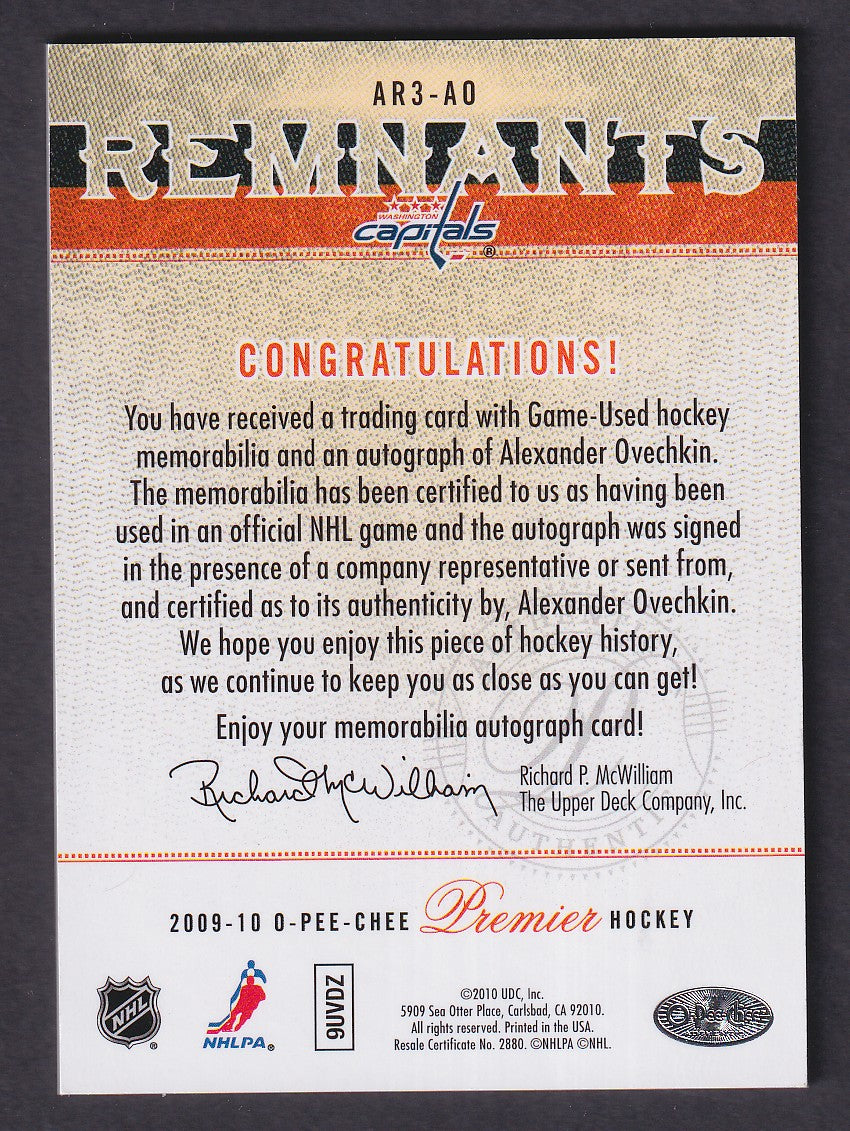 AR3-AO
REMNANTS
WASHINGTON
capitals®
CONGRATULATIONS!
You have received a trading card with Game-Used hockey
memorabilia and an autograph of Alexander Ovechkin.
The memorabilia has been certified to us as having been
used in an official NHL game and the autograph was signed
in the presence of a company representative or sent from,
and certified as to its authenticity by, Alexander Ovechkin.
We hope you enjoy this piece of hockey history,
as we continue to keep you as close as you can get!
Enjoy your memorabilia autograph card!
Richard McWilliam
Richard P. McWilliam
The Upper Deck Company, Inc.
AUTHENTIC
2009-10 O-PEE-CHEE Premier HOCKEY
NHL®
NHLPA®
9UVDZ
©2010 UDC, Inc.
5909 Sea Otter Place, Carlsbad, CA 92010.
All rights reserved. Printed in the USA.
Resale Certificate No. 2880. ©NHLPA ©NHL.
O-Pee-Chee